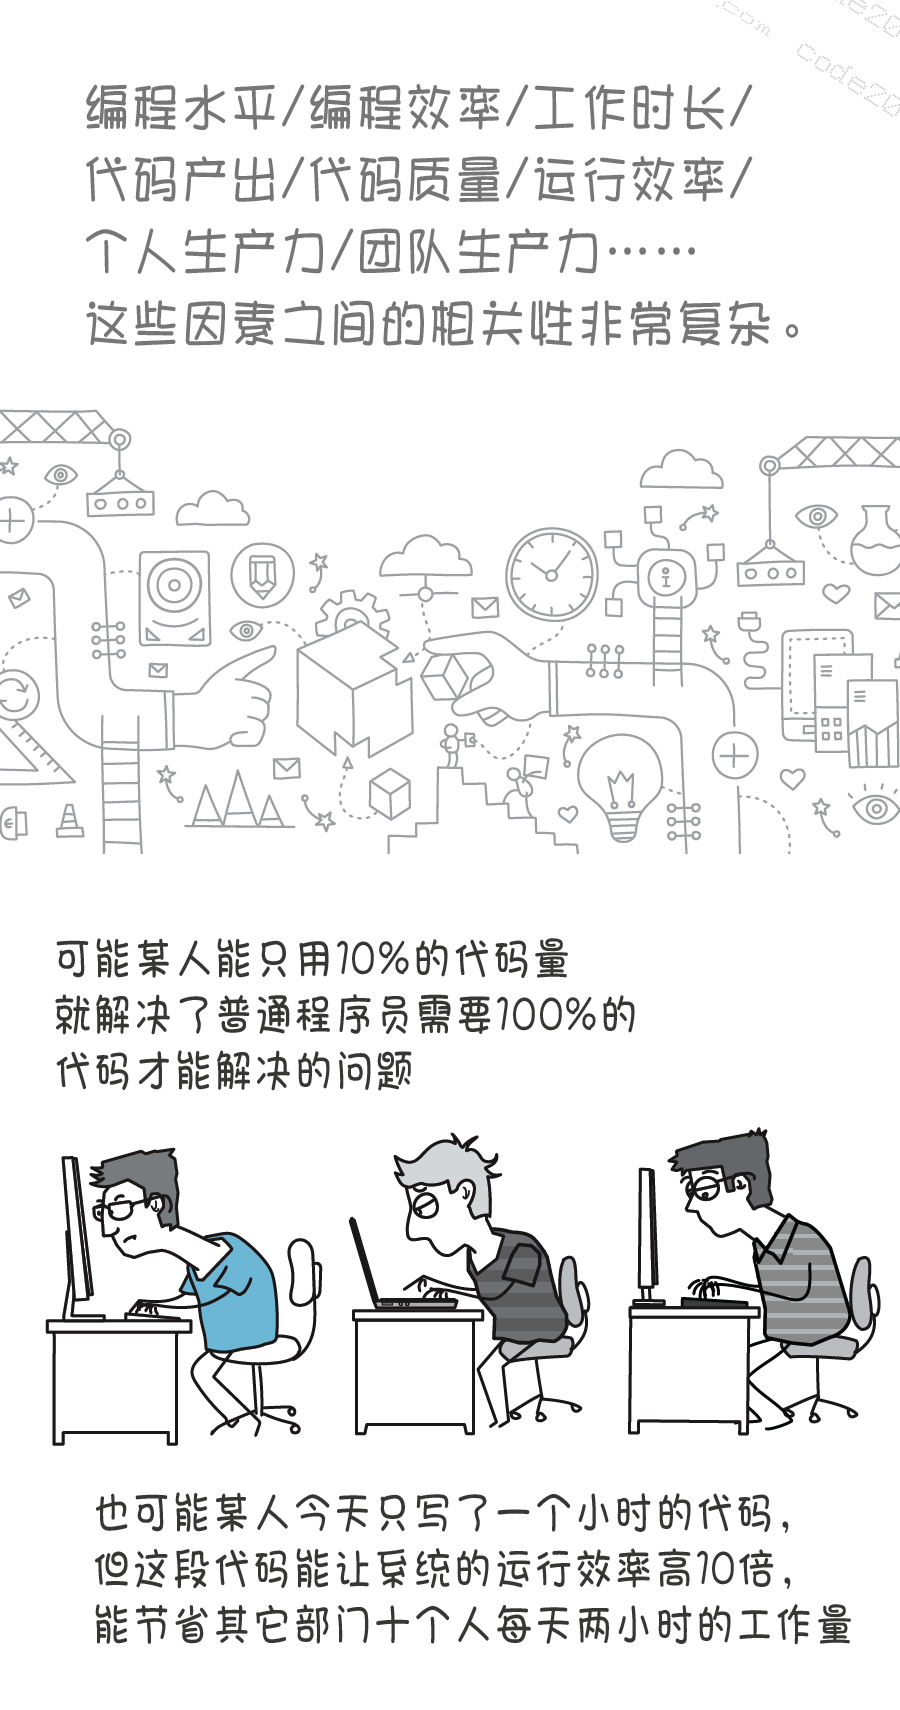 .com
code20
编程水平/编程效率/工作时长/
代码产出/代码质量/运行效率/
个人生产力/团队生产力……
这些因素之间的相关性非常复杂。
i
可能某人能只用10%的代码量
就解决了普通程序员需要100%的
代码才能解决的问题
也可能某人今天只写了一个小时的代码，
但这段代码能让系统的运行效率高10倍，
能节省其它部门十个人每天两小时的工作量